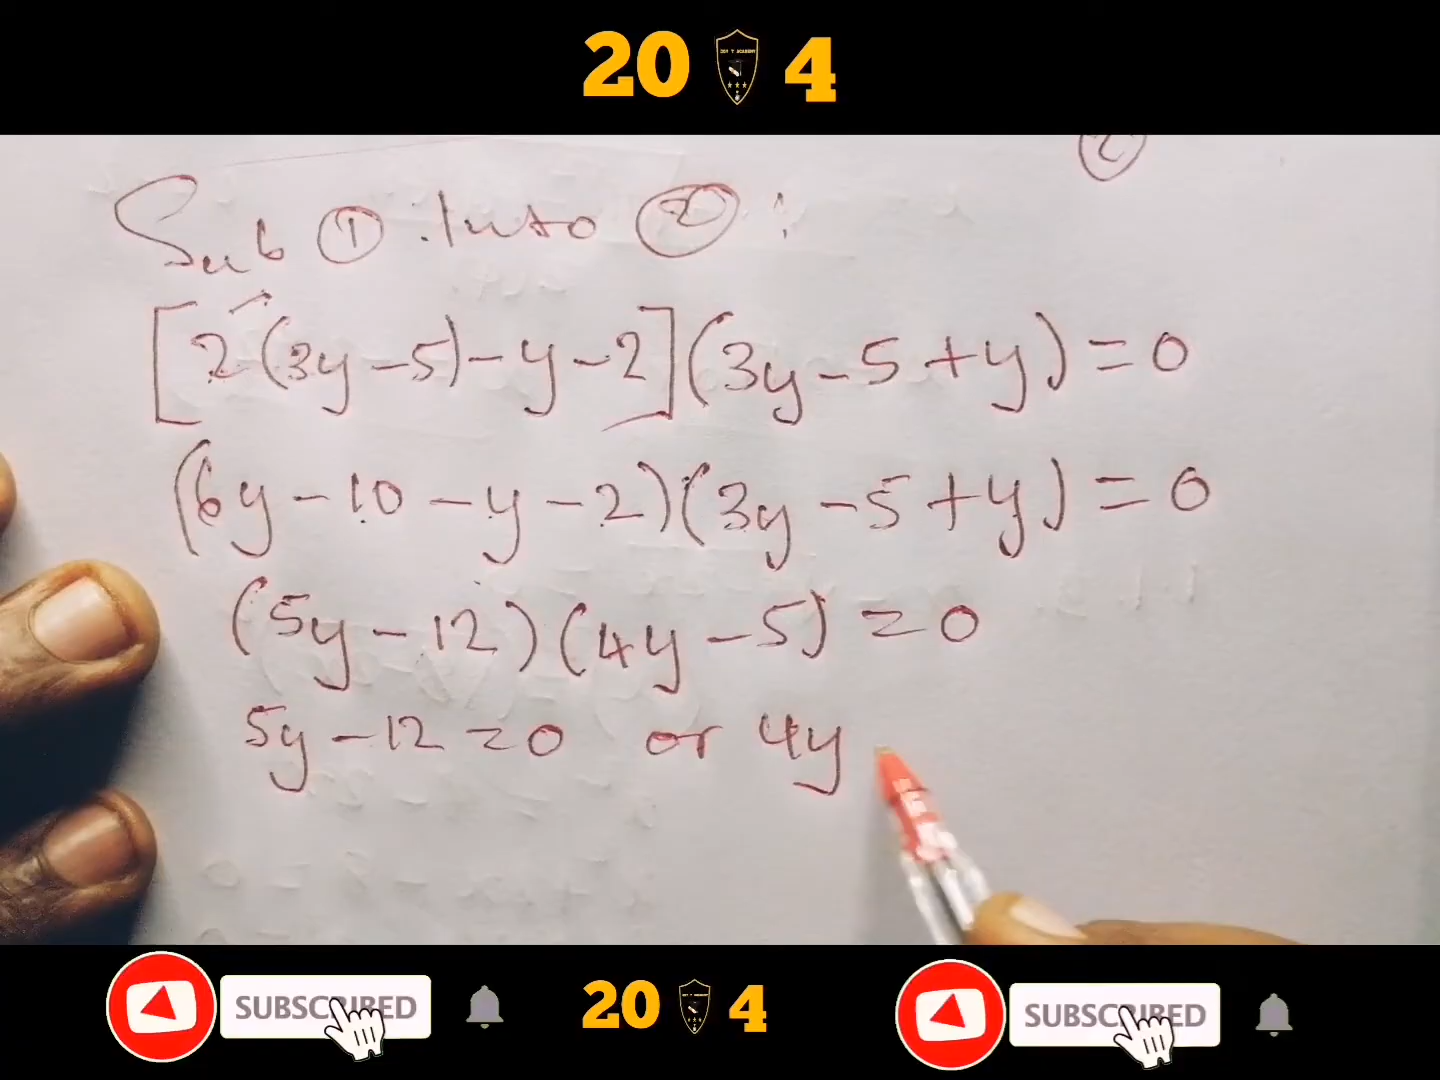 20 4
②
Sub ① into ② :
[2(3y-5)-y-2](3y-5+y)=0
(6y-10-y-2)(3y-5+y)=0
(5y-12)(4y-5)=0
5y-12=0 or 4y
SUBSCRIBED 20 4 SUBSCRIBED